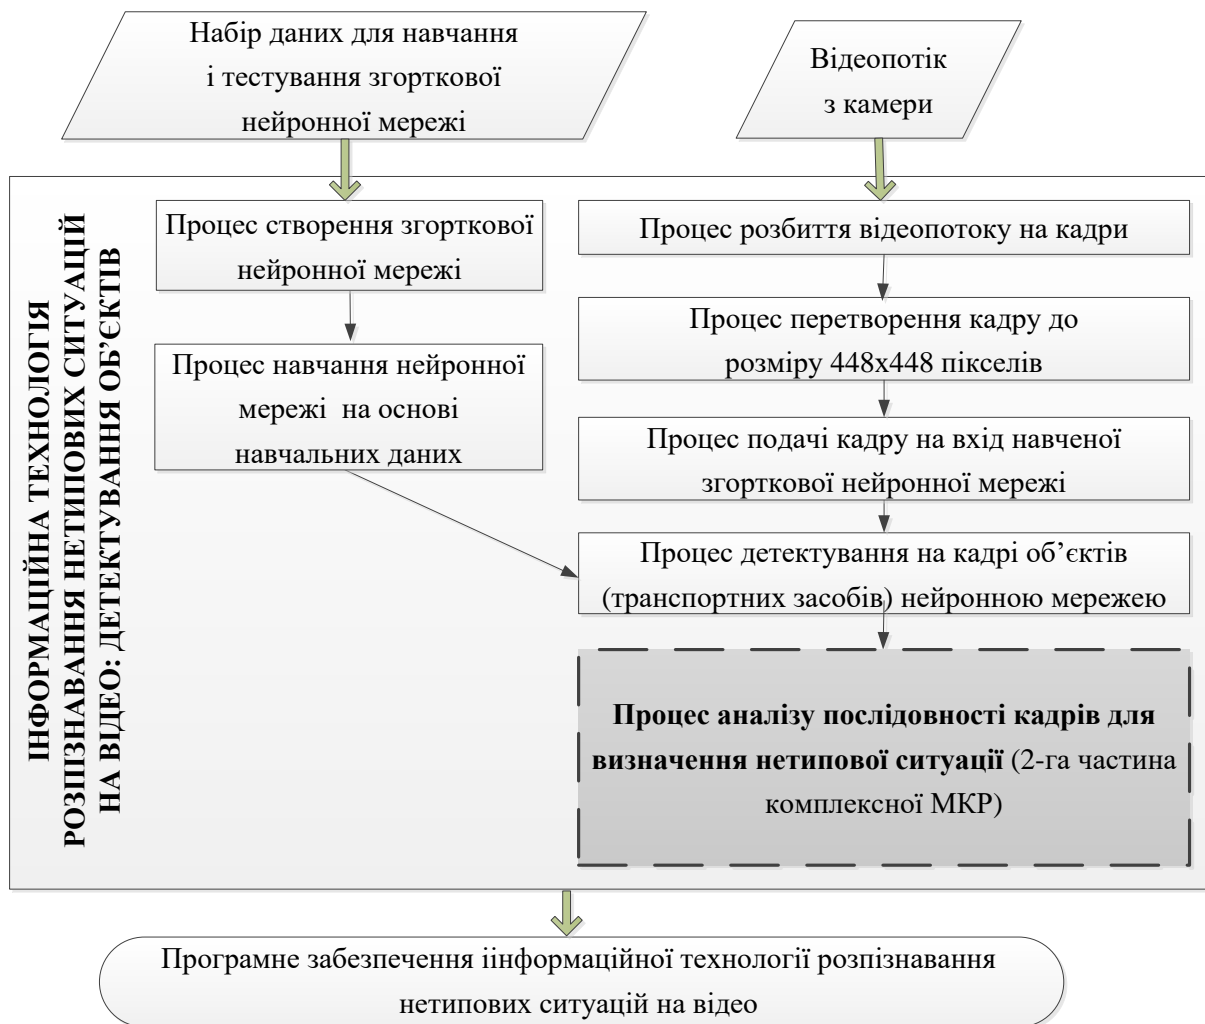 Набір даних для навчання
і тестування згорткової
нейронної мережі
Відеопотік
з камери
ІНФОРМАЦІЙНА ТЕХНОЛОГІЯ
РОЗПІЗНАВАННЯ НЕТИПОВИХ СИТУАЦІЙ
НА ВІДЕО: ДЕТЕКТУВАННЯ ОБ’ЄКТІВ
Процес створення згорткової
нейронної мережі
Процес навчання нейронної
мережі на основі
навчальних даних
Процес розбиття відеопотоку на кадри
Процес перетворення кадру до
розміру 448х448 пікселів
Процес подачі кадру на вхід навченої
згорткової нейронної мережі
Процес детектування на кадрі об’єктів
(транспортних засобів) нейронною мережею
Процес аналізу послідовності кадрів для
визначення нетипової ситуації (2-га частина
комплексної МКР)
Програмне забезпечення іінформаційної технології розпізнавання
нетипових ситуацій на відео